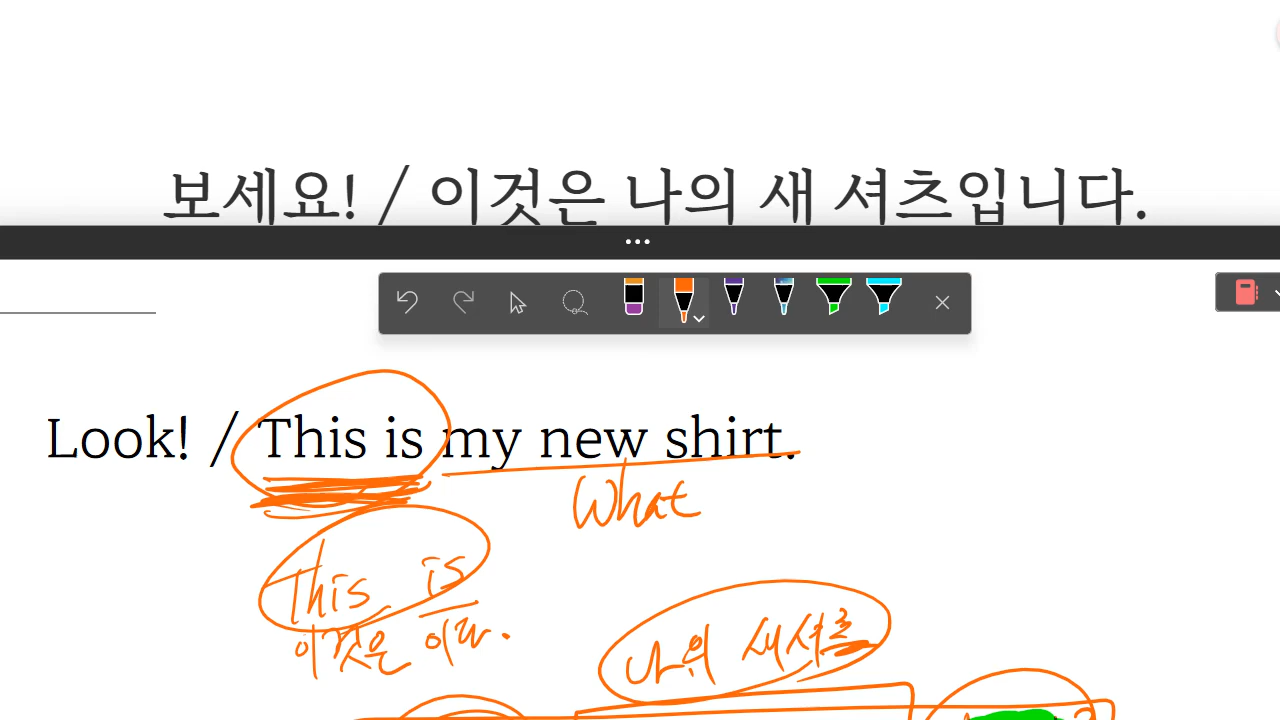 보세요! / 이것은 나의 새 셔츠입니다.
Look! / This is my new shirt.
What
This is
이것은 이다.
나의 새셔츠